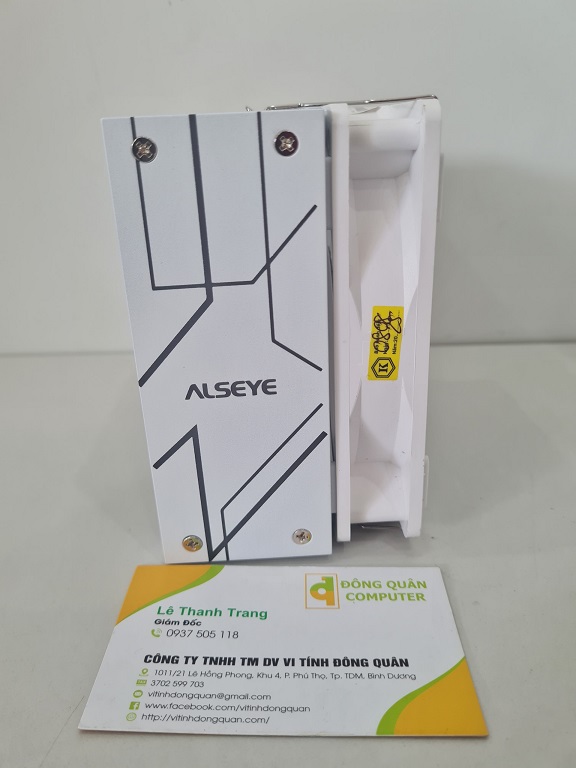 ALSEYE
K
ĐÔNG QUÂN
COMPUTER
Lê Thanh Trang
Giám Đốc
0937 505 118
CÔNG TY TNHH TM DV VI TÍNH ĐÔNG QUÂN
1011/21 Lê Hồng Phong, Khu 4, P. Phú Thọ, Tp. TDM, Bình Dương
3702 599 703
vitinhdongquan@gmail.com
www.facebook.com/vitinhdongquan
http://vitinhdongquan.com/